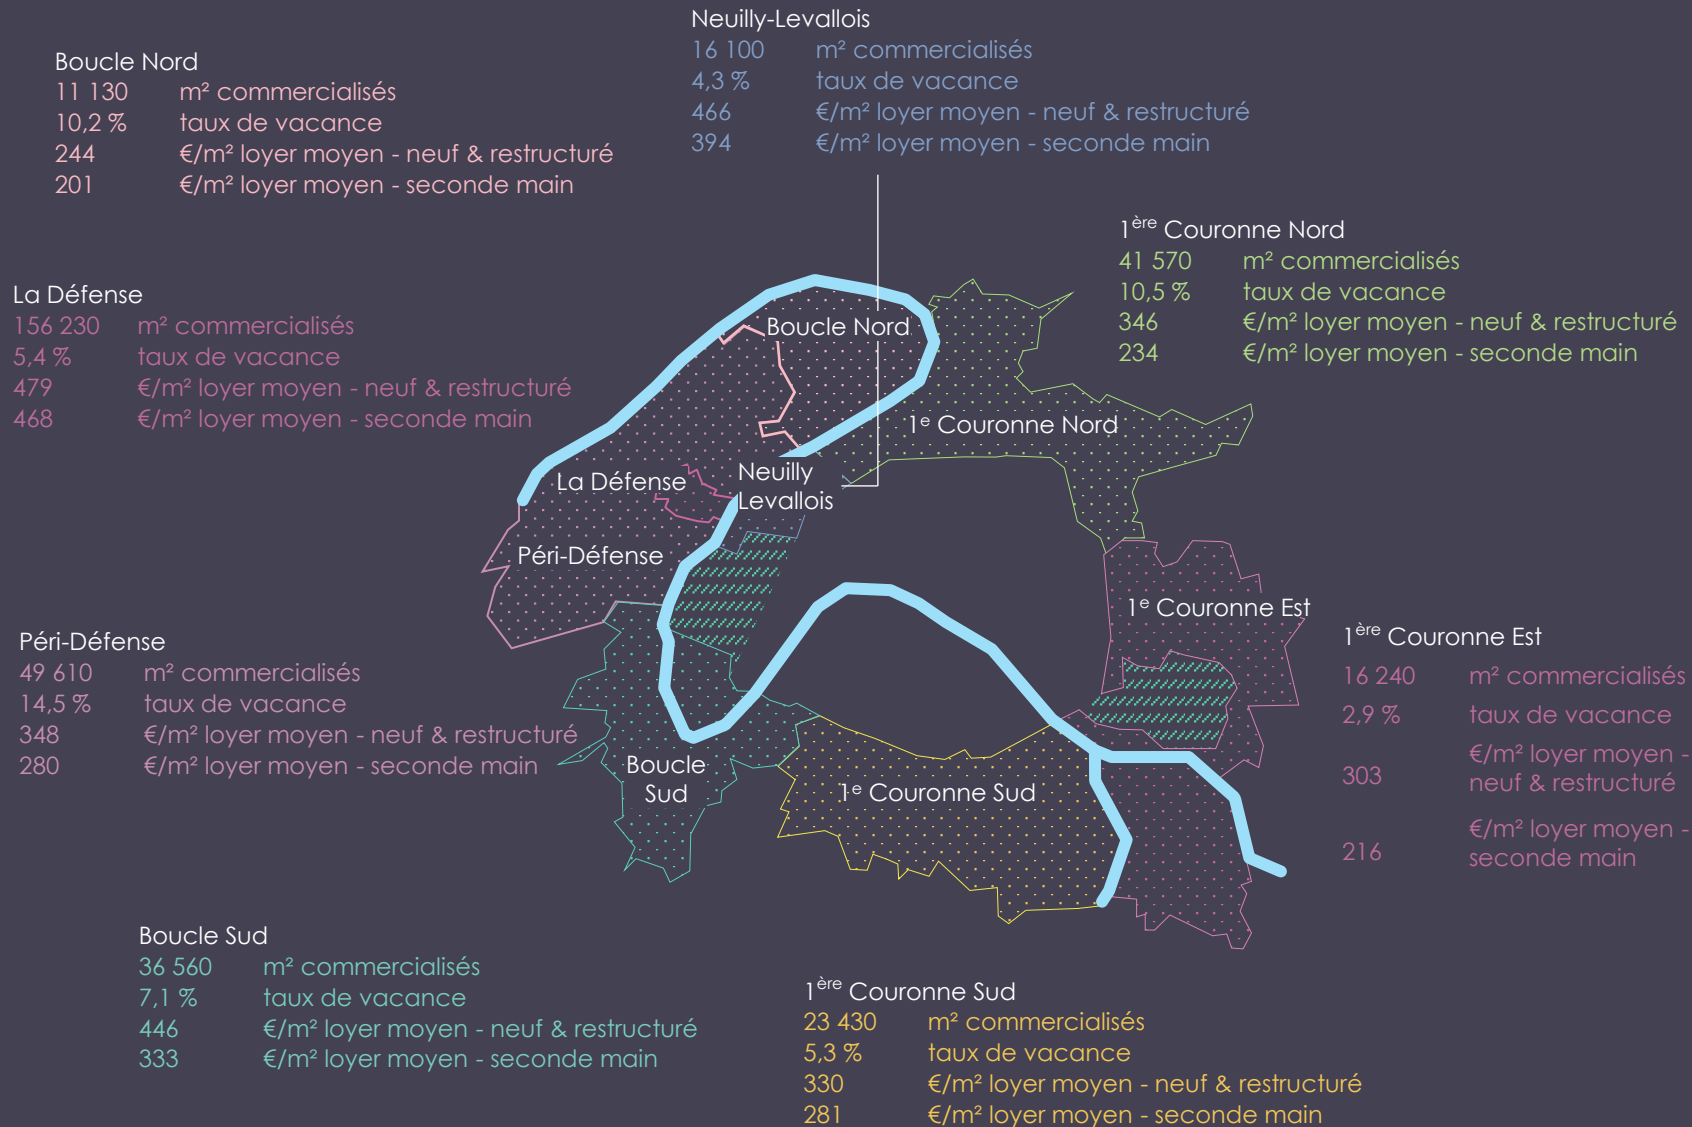 Neuilly-Levallois
16 100 m² commercialisés
4,3 % taux de vacance
466 €/m² loyer moyen - neuf & restructuré
394 €/m² loyer moyen - seconde main
Boucle Nord
11 130 m² commercialisés
10,2 % taux de vacance
244 €/m² loyer moyen - neuf & restructuré
201 €/m² loyer moyen - seconde main
1ère Couronne Nord
41 570 m² commercialisés
10,5 % taux de vacance
346 €/m² loyer moyen - neuf & restructuré
234 €/m² loyer moyen - seconde main
La Défense
156 230 m² commercialisés
5,4 % taux de vacance
479 €/m² loyer moyen - neuf & restructuré
468 €/m² loyer moyen - seconde main
Boucle Nord
1e Couronne Nord
La Défense
Neuilly
Levallois
Péri-Défense
1e Couronne Est
Boucle
Sud
1e Couronne Sud
Péri-Défense
49 610 m² commercialisés
14,5 % taux de vacance
348 €/m² loyer moyen - neuf & restructuré
280 €/m² loyer moyen - seconde main
1ère Couronne Est
16 240 m² commercialisés
2,9 % taux de vacance
303 €/m² loyer moyen -
neuf & restructuré
216 €/m² loyer moyen -
seconde main
Boucle Sud
36 560 m² commercialisés
7,1 % taux de vacance
446 €/m² loyer moyen - neuf & restructuré
333 €/m² loyer moyen - seconde main
1ère Couronne Sud
23 430 m² commercialisés
5,3 % taux de vacance
330 €/m² loyer moyen - neuf & restructuré
281 €/m² loyer moyen - seconde main